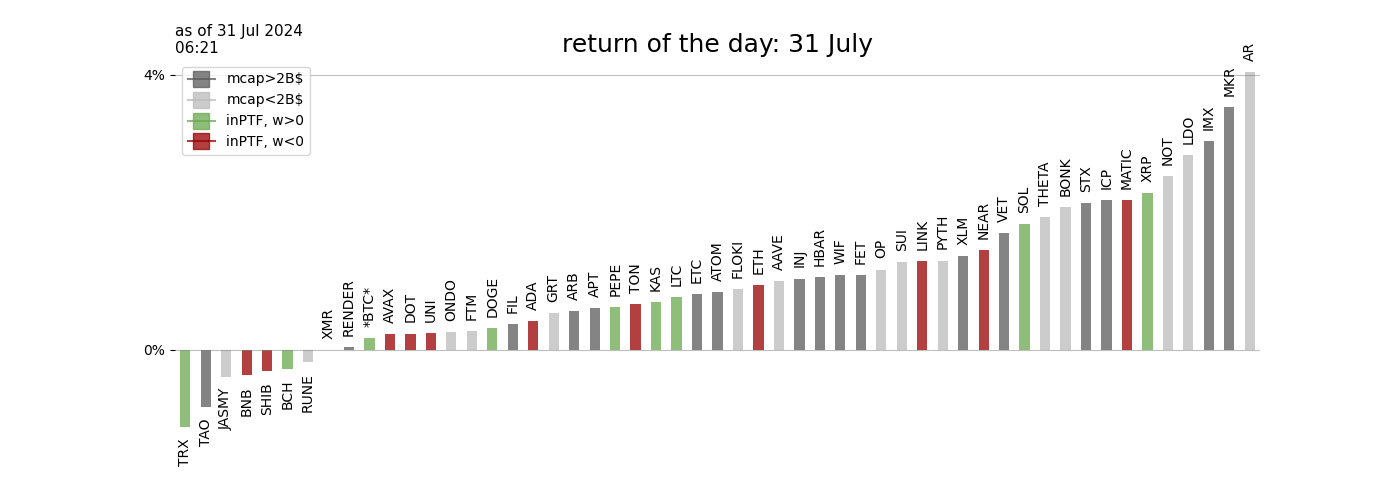 as of 31 Jul 2024
06:21
return of the day: 31 July
4%
0%
mcap>2B$
mcap<2B$
inPTF, w>0
inPTF, w<0
TRX
TAO
JASMY
BNB
SHIB
BCH
RUNE
XMR
RENDER
*BTC*
AVAX
DOT
UNI
ONDO
FTM
DOGE
FIL
ADA
GRT
ARB
APT
PEPE
TON
KAS
LTC
ETC
ATOM
FLOKI
ETH
AAVE
INJ
HBAR
WIF
FET
OP
SUI
LINK
PYTH
XLM
NEAR
VET
SOL
THETA
BONK
STX
ICP
MATIC
XRP
NOT
LDO
IMX
MKR
AR